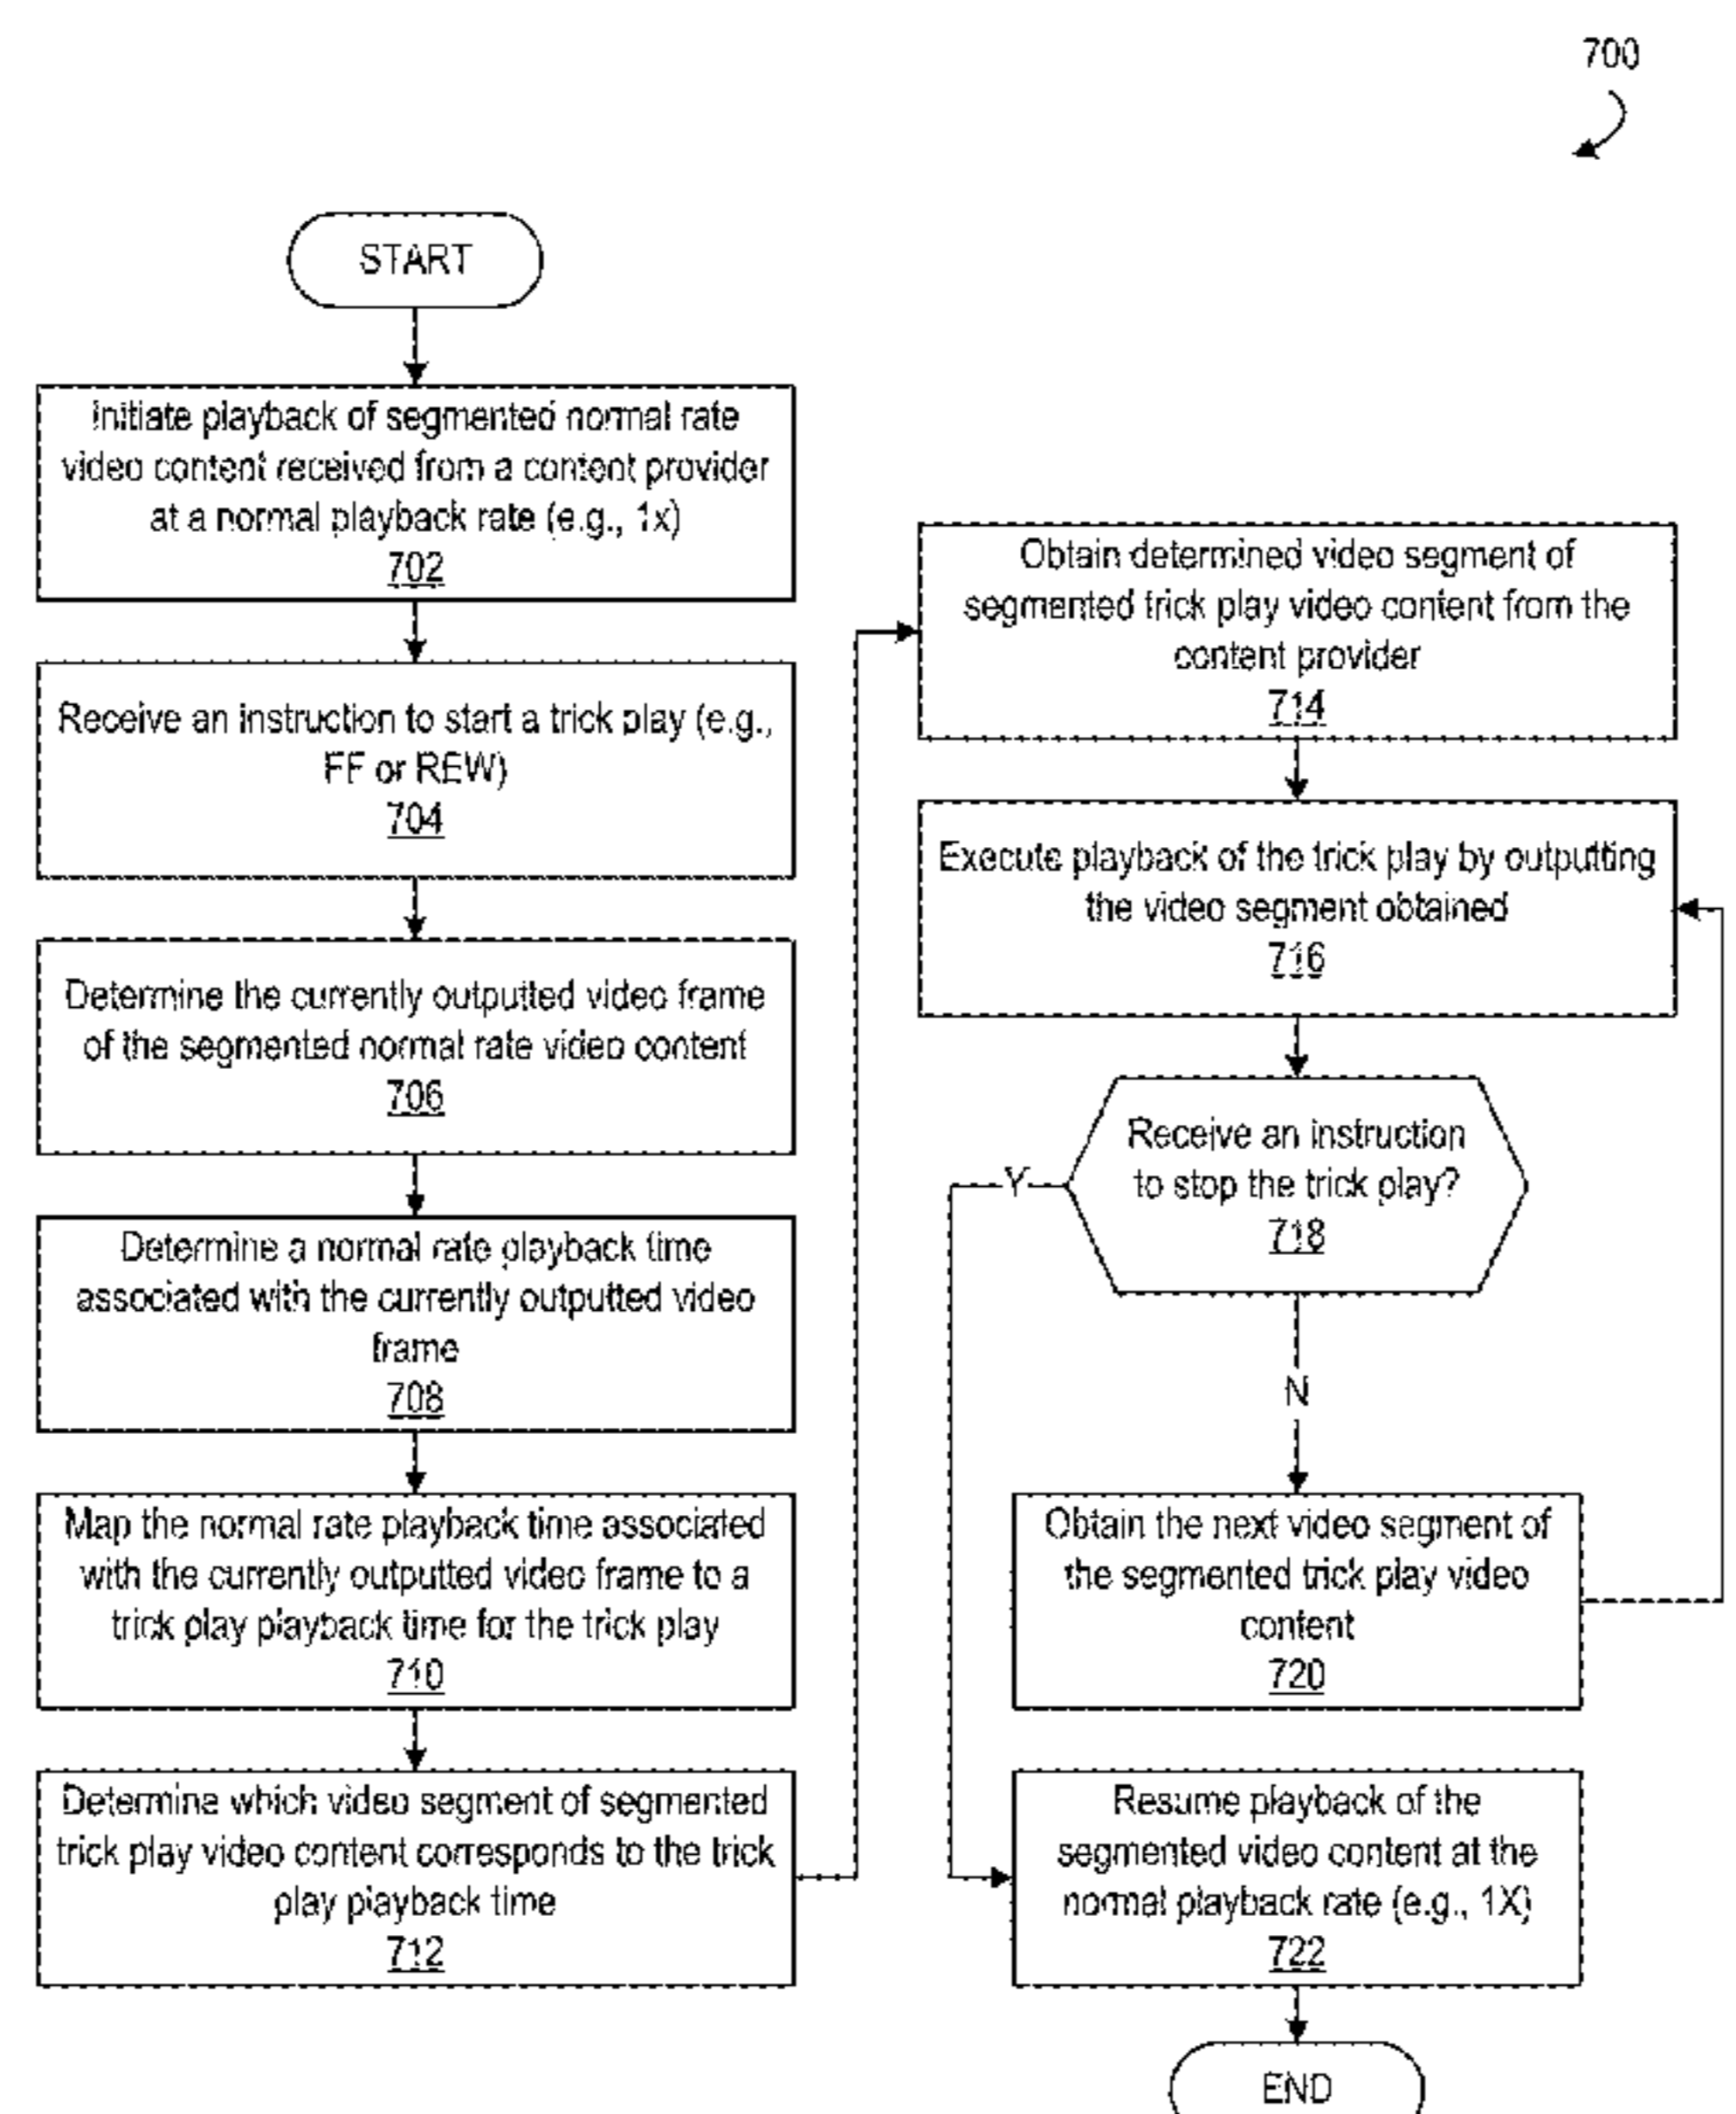 700
START
Initiate playback of segmented normal rate
video content received from a content provider
at a normal playback rate (e.g., 1x)
702
Receive an instruction to start a trick play (e.g.,
FF or REW)
704
Determine the currently outputted video frame
of the segmented normal rate video content
706
Determine a normal rate playback time
associated with the currently outputted video
frame
708
Map the normal rate playback time associated
with the currently outputted video frame to a
trick play playback time for the trick play
710
Determine which video segment of segmented
trick play video content corresponds to the trick
play playback time
712
Obtain determined video segment of
segmented trick play video content from the
content provider
714
Execute playback of the trick play by outputting
the video segment obtained
716
Receive an instruction
to stop the trick play?
718
Y
N
Obtain the next video segment of
the segmented trick play video
content
720
Resume playback of the
segmented video content at the
normal playback rate (e.g., 1X)
722
END